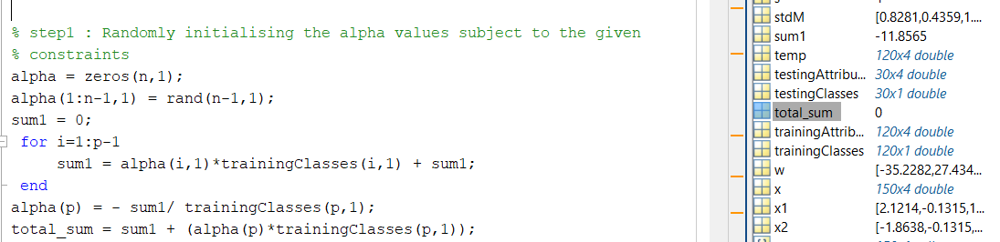 % step1 : Randomly initialising the alpha values subject to the given
% constraints
alpha = zeros(n,1);
alpha(1:n-1,1) = rand(n-1,1);
sum1 = 0;
for i=1:p-1
sum1 = alpha(i,1)*trainingClasses(i,1) + sum1;
end
alpha(p) = - sum1/ trainingClasses(p,1);
total_sum = sum1 + (alpha(p)*trainingClasses(p,1));
stdM [0.8281,0.4359,1....
sum1 -11.8565
temp 120x4 double
testingAttribu... 30x4 double
testingClasses 30x1 double
total_sum 0
trainingAttrib... 120x4 double
trainingClasses 120x1 double
w [-35.2282,27.434...
x 150x4 double
x1 [2.1214,-0.1315,1...
x2 [-1.8638,-0.1315,...